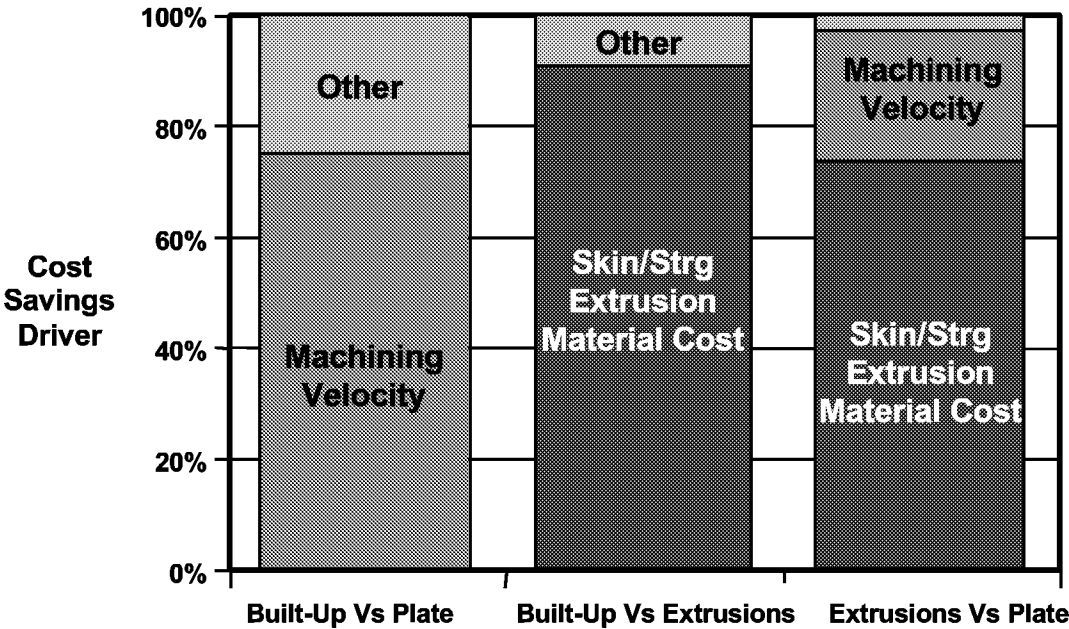 100%
80%
60%
40%
20%
0%
Cost
Savings
Driver
Other
Machining
Velocity
Other
Skin/Strg
Extrusion
Material Cost
Machining
Velocity
Skin/Strg
Extrusion
Material Cost
Built-Up Vs Plate
Built-Up Vs Extrusions
Extrusions Vs Plate